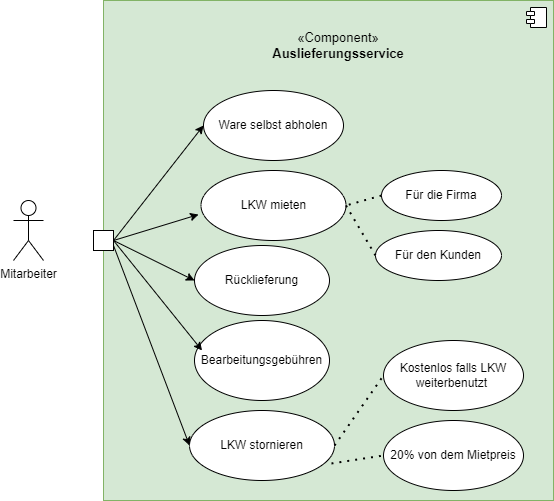 «Component»
Auslieferungsservice
Ware selbst abholen
LKW mieten
Für die Firma
Für den Kunden
Mitarbeiter
Rücklieferung
Bearbeitungsgebühren
Kostenlos falls LKW
weiterbenutzt
LKW stornieren
20% von dem Mietpreis